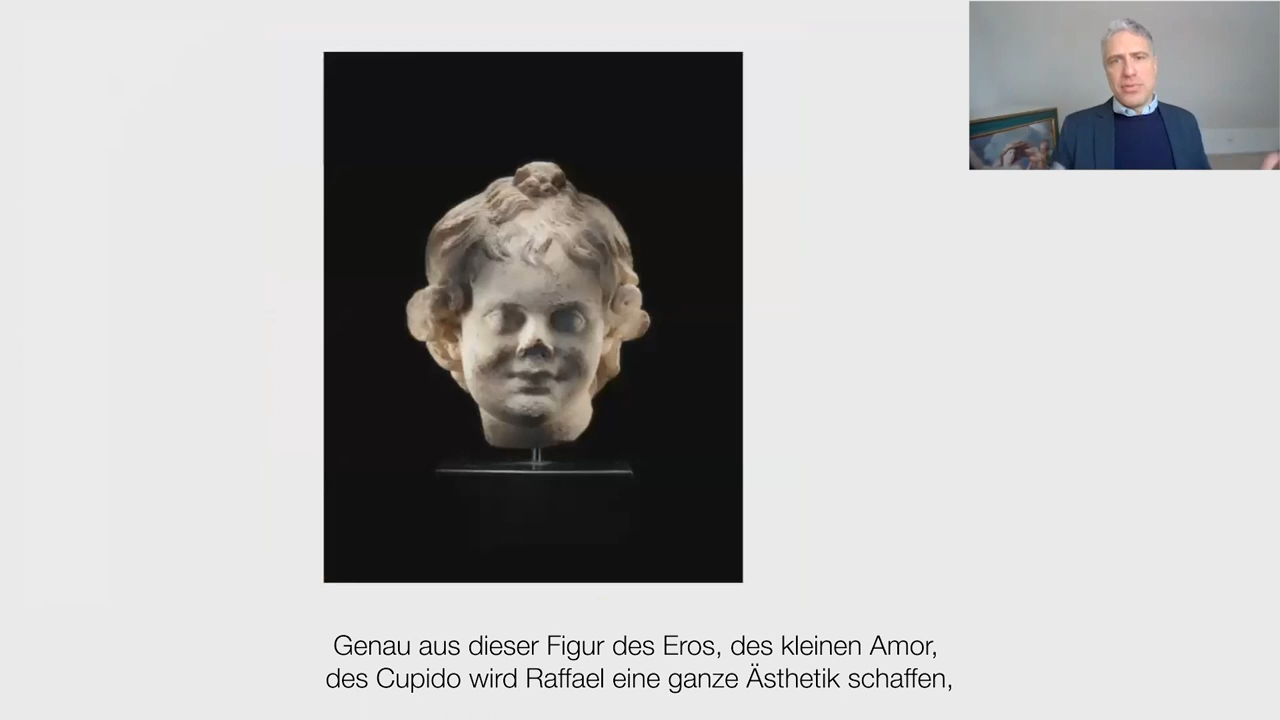 Genau aus dieser Figur des Eros, des kleinen Amor,
des Cupido wird Raffael eine ganze Ästhetik schaffen,